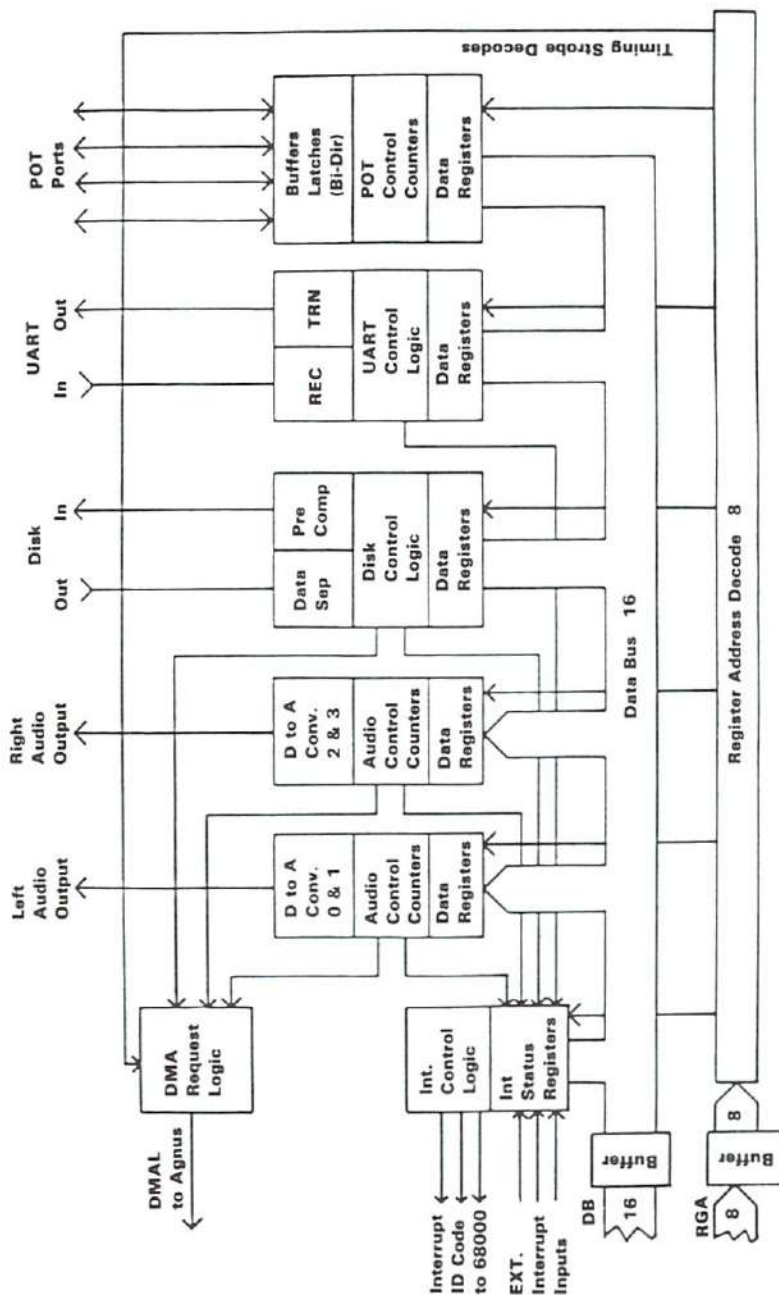 DMAL
to Agnus
DMA
Request
Logic
Left
Audio
Output
Right
Audio
Output
Disk
Out
In
UART
In
Out
POT
Ports
Timing Strobe Decodes
D to A
Conv.
0 & 1
Audio
Control
Counters
Data
Registers
D to A
Conv.
2 & 3
Audio
Control
Counters
Data
Registers
Data
Sep
Pre
Comp
Disk
Control
Logic
Data
Registers
REC
TRN
UART
Control
Logic
Data
Registers
Buffers
Latches
(Bi-Dir)
POT
Control
Counters
Data
Registers
Int.
Control
Logic
Int
Status
Registers
Interrupt
ID Code
to 68000
EXT.
Interrupt
Inputs
DB
16
Buffer
Data Bus 16
RGA
8
Buffer
8
Register Address Decode 8